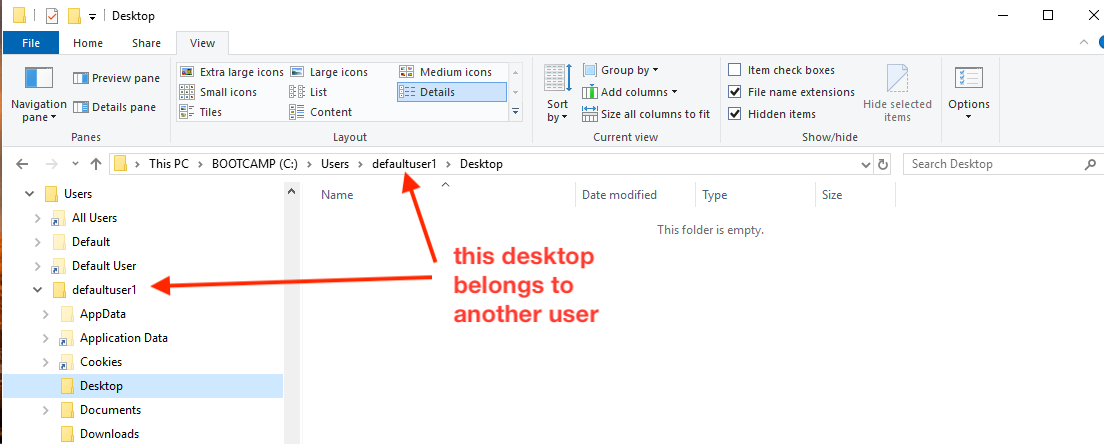 Desktop
File Home Share View
Navigation pane
Preview pane
Details pane
Panes
Extra large icons Large icons Medium icons
Small icons List Details
Tiles Content
Layout
Sort by
Group by
Add columns
Size all columns to fit
Current view
Item check boxes
File name extensions
Hidden items
Hide selected items
Show/hide
Options
This PC BOOTCAMP (C:) Users defaultuser1 Desktop
Search Desktop
Users
All Users
Default
Default User
defaultuser1
AppData
Application Data
Cookies
Desktop
Documents
Downloads
Name Date modified Type Size
This folder is empty.
this desktop
belongs to
another user